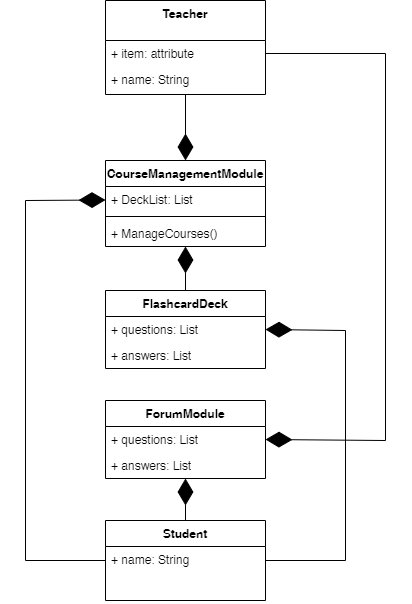 Teacher
+ item: attribute
+ name: String
CourseManagementModule
+ DeckList: List
+ ManageCourses()
FlashcardDeck
+ questions: List
+ answers: List
ForumModule
+ questions: List
+ answers: List
Student
+ name: String